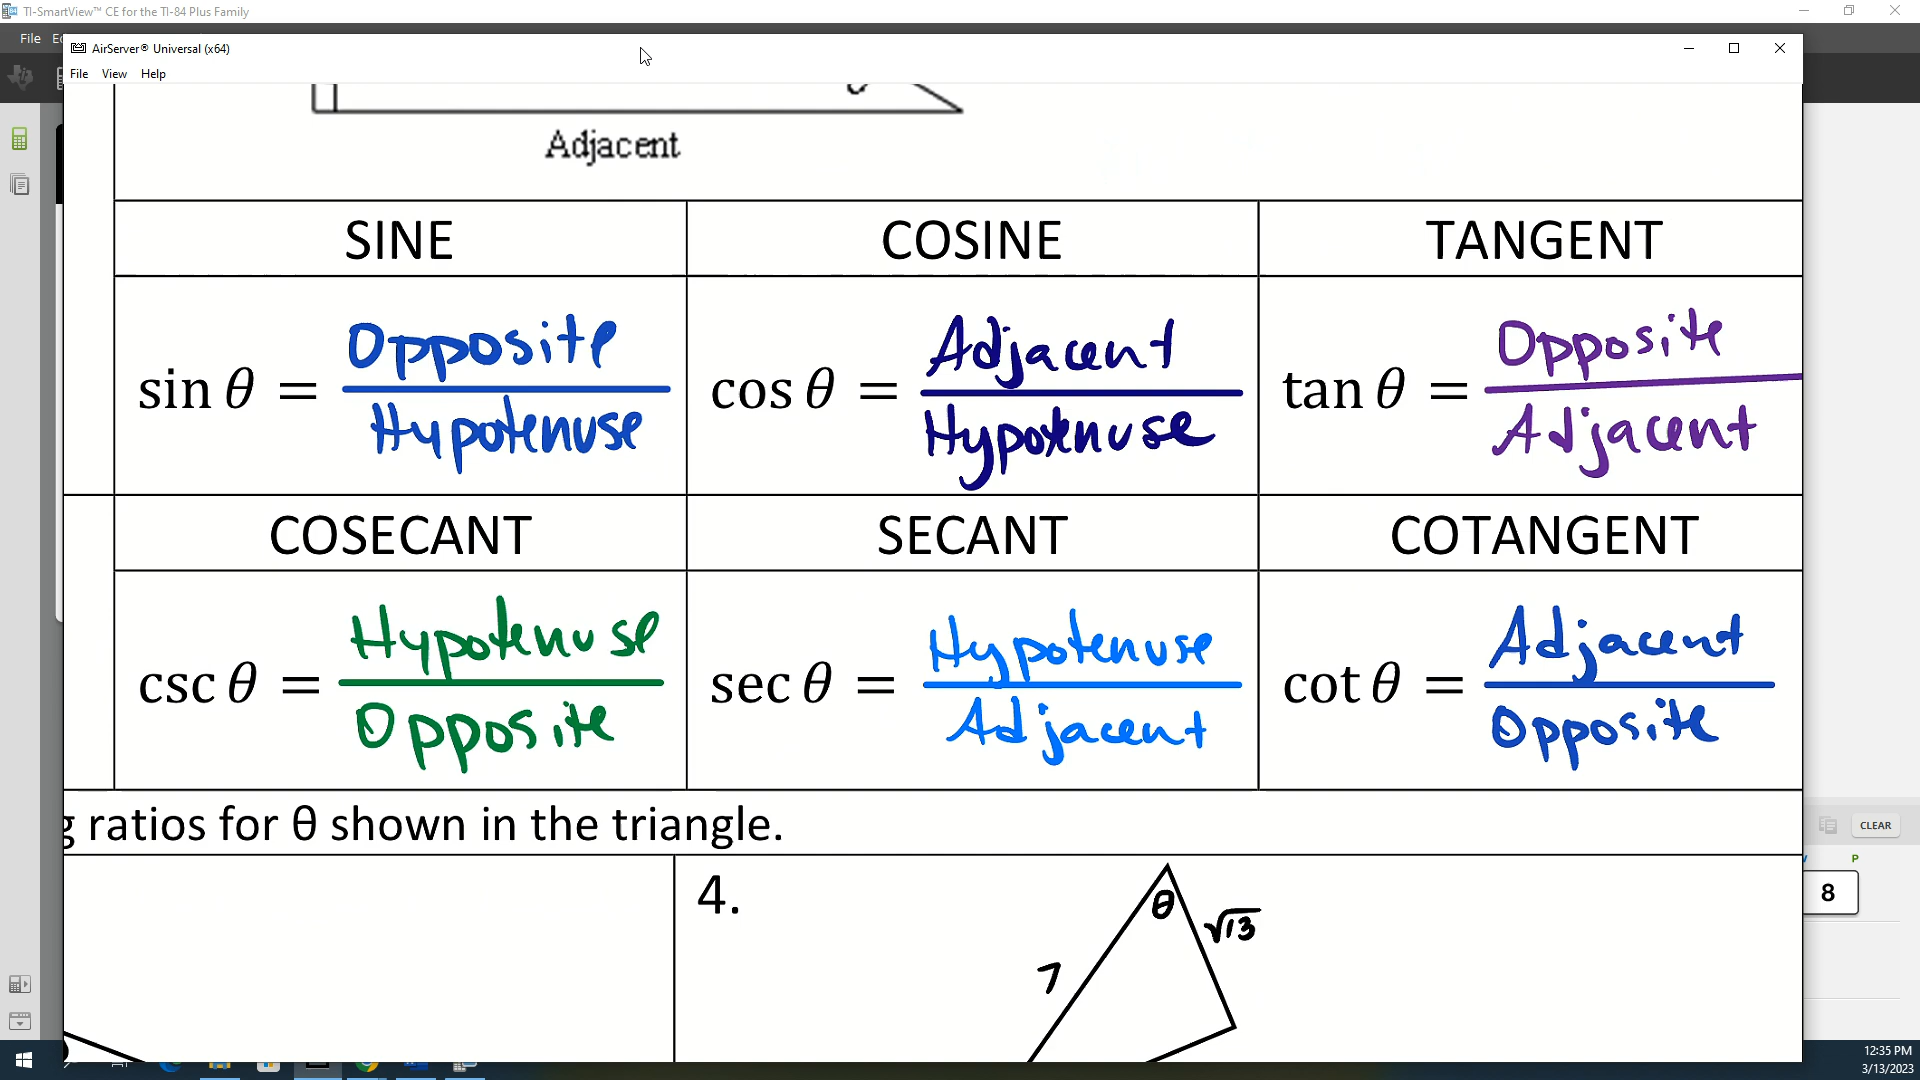 TI-SmartView™ CE for the TI-84 Plus Family
File
AirServer® Universal (x64)
File View Help
Adjacent
SINE COSINE TANGENT
sin θ = Opposite / Hypotenuse
cos θ = Adjacent / Hypotenuse
tan θ = Opposite / Adjacent
COSECANT SECANT COTANGENT
csc θ = Hypotenuse / Opposite
sec θ = Hypotenuse / Adjacent
cot θ = Adjacent / Opposite
ratios for θ shown in the triangle.
CLEAR
P
8
4.
θ
√13
7
12:35 PM
3/13/2023